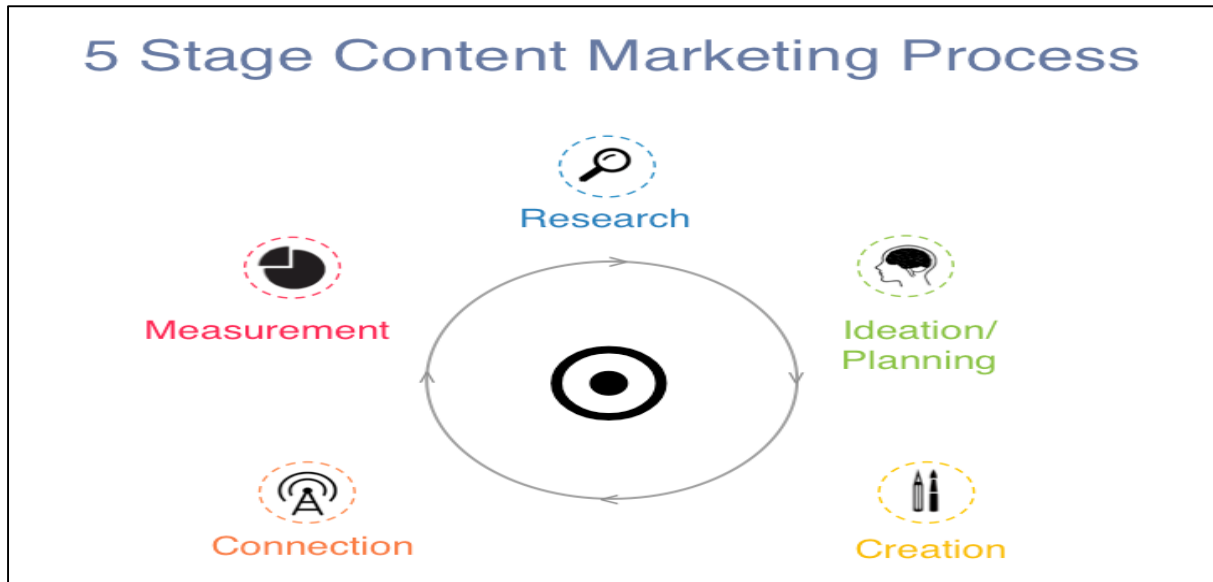 5 Stage Content Marketing Process
Research
Measurement
Ideation/
Planning
Connection
Creation